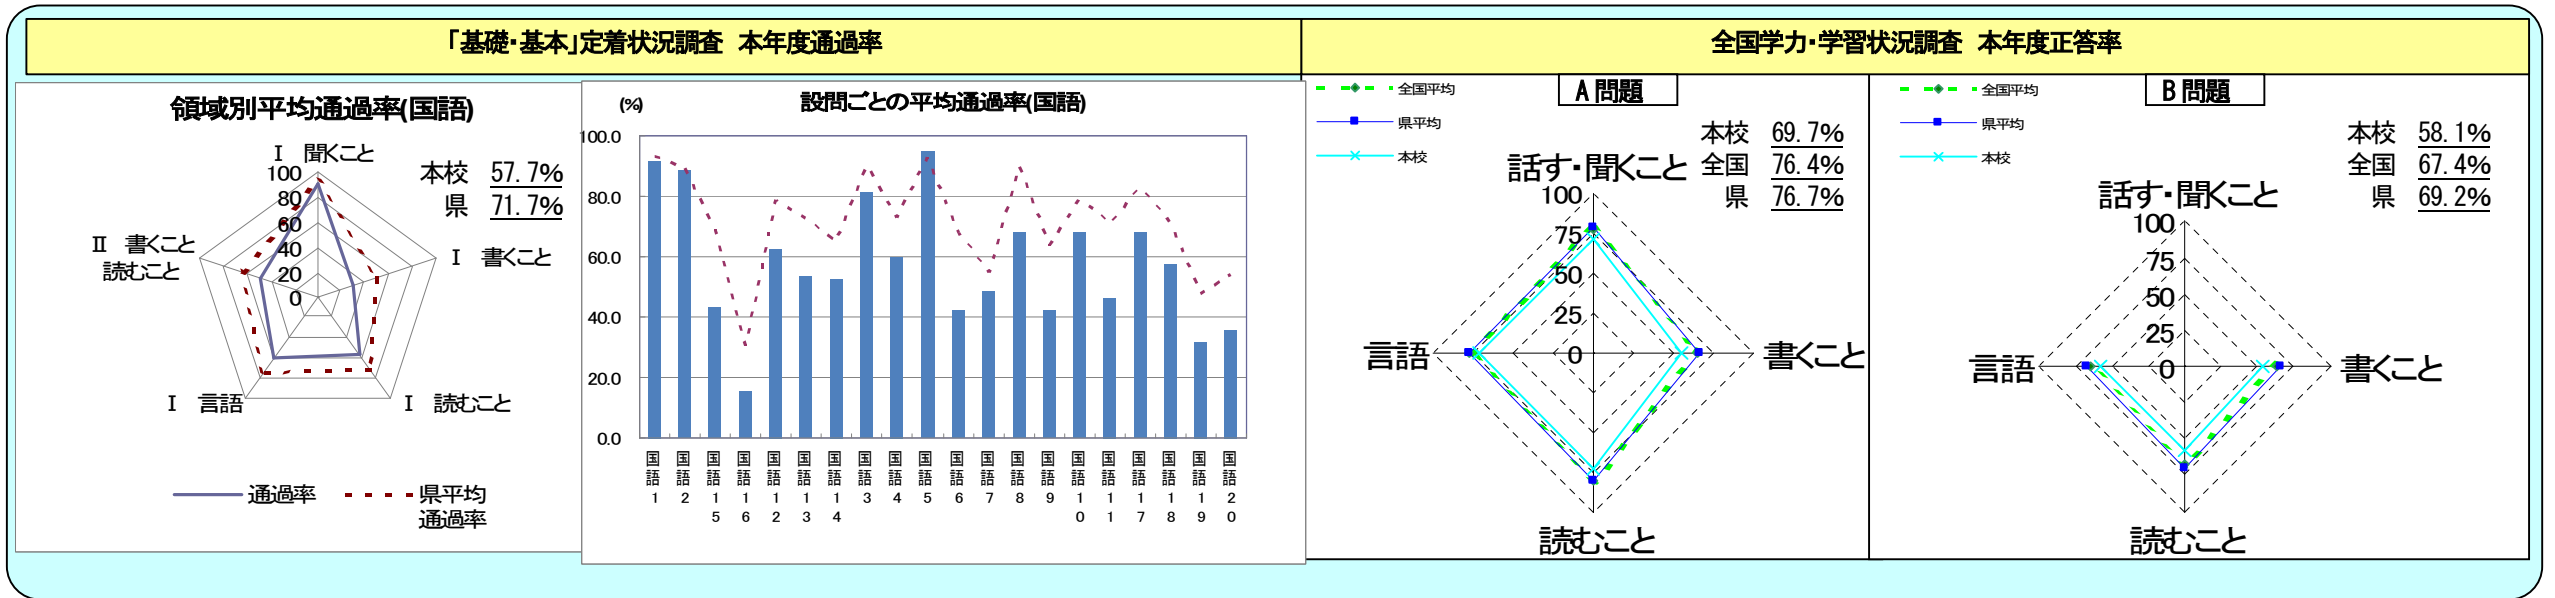 「基礎・基本」定着状況調査　本年度通過率
全国学力・学習状況調査　本年度正答率
領域別平均通過率(国語)
本校 57.7%
県 71.7%
Ⅰ　聞くこと
Ⅰ　書くこと
Ⅰ　読むこと
Ⅰ　言語
Ⅱ　書くこと
読むこと
100
80
60
40
20
0
通過率
県平均
通過率
設問ごとの平均通過率(国語)
(%)
100.0
80.0
60.0
40.0
20.0
0.0
国語1
国語2
国語15
国語16
国語12
国語13
国語14
国語3
国語4
国語5
国語6
国語7
国語8
国語9
国語10
国語11
国語17
国語18
国語19
国語20
全国平均
県平均
本校
A問題
本校 69.7%
全国 76.4%
県 76.7%
話す・聞くこと
100
75
50
25
0
言語
書くこと
読むこと
全国平均
県平均
本校
B問題
本校 58.1%
全国 67.4%
県 69.2%
話す・聞くこと
100
75
50
25
0
言語
書くこと
読むこと